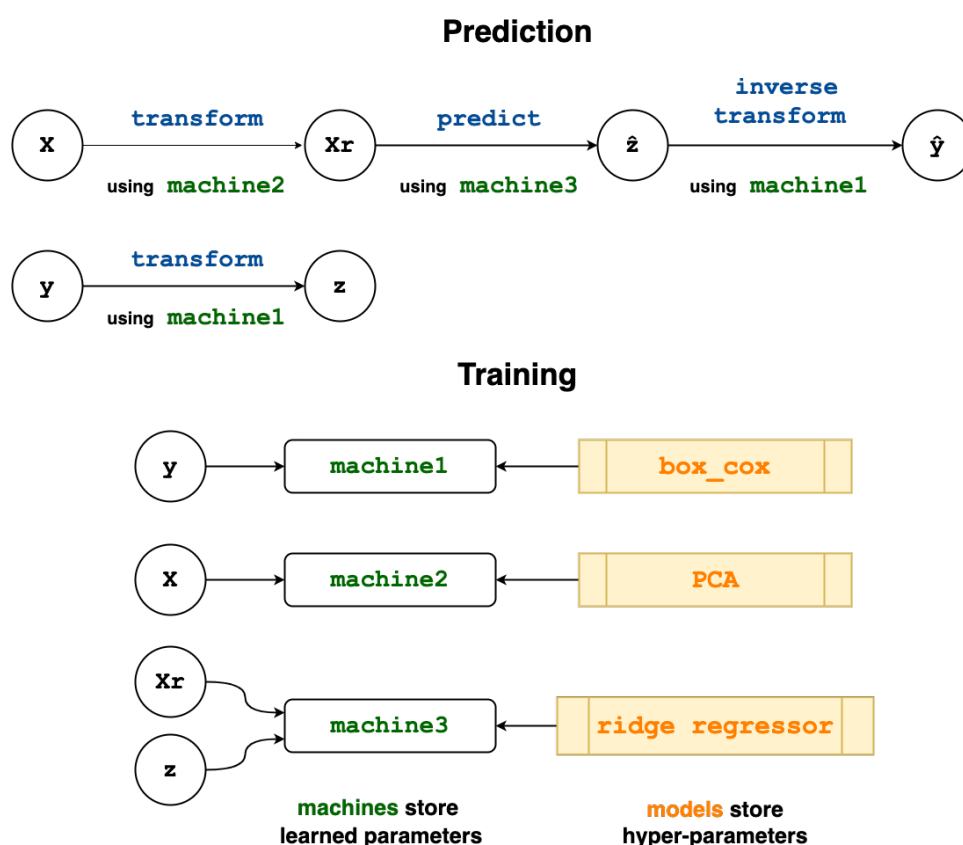 Prediction
X transform Xr predict ẑ inverse transform ŷ
using machine2 using machine3 using machine1
y transform z
using machine1
Training
y machine1 box_cox
X machine2 PCA
Xr
machine3 ridge regressor
z
machines store models store
learned parameters hyper-parameters